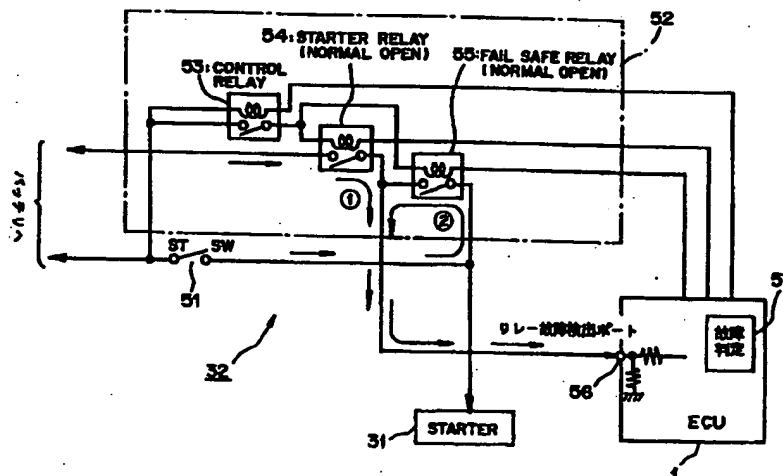 52
54:STARTER RELAY
(NORMAL OPEN)
55:FAIL SAFE RELAY
(NORMAL OPEN)
53:CONTROL
RELAY
①
②
ST SW
51
32
リレー故障検出ポート
5
故障
判定
56
ECU
31
STARTER
1